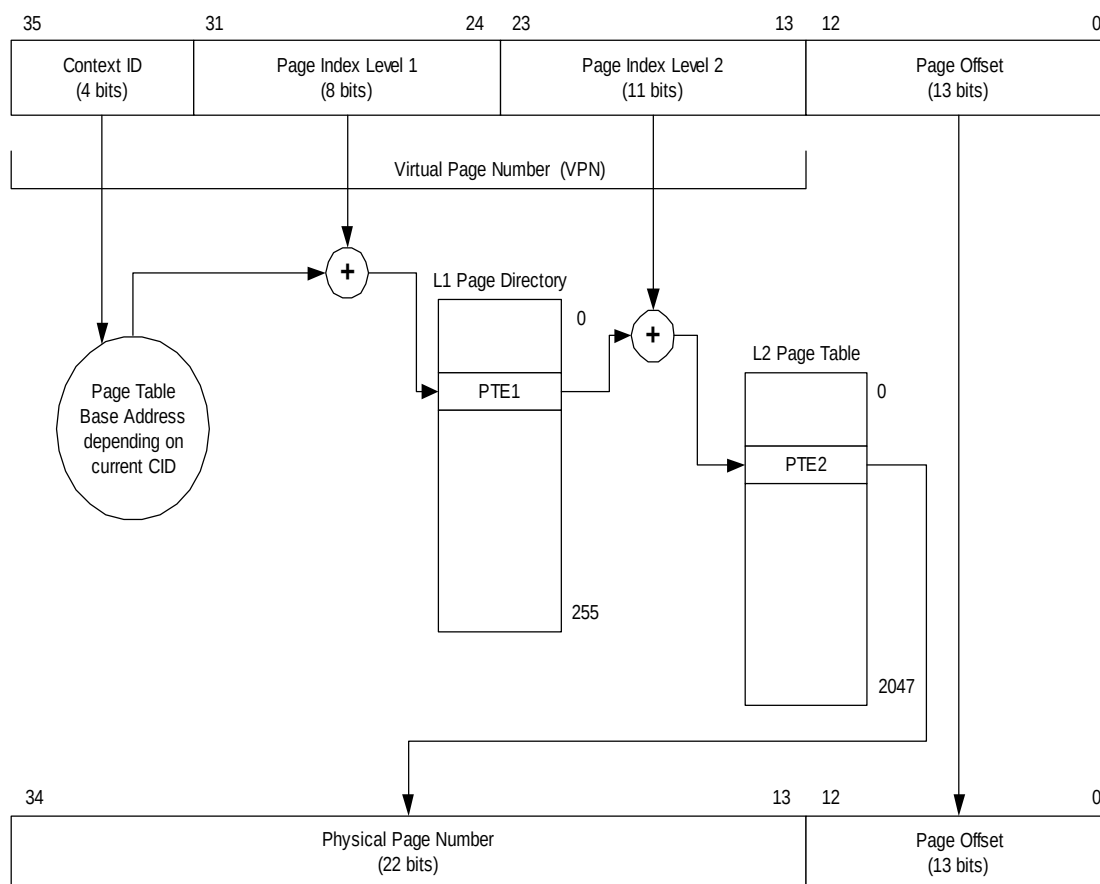 35 31 24 23 13 12 0
Context ID
(4 bits)
Page Index Level 1
(8 bits)
Page Index Level 2
(11 bits)
Page Offset
(13 bits)
Virtual Page Number (VPN)
+
L1 Page Directory
0
PTE1
255
+
L2 Page Table
0
PTE2
2047
Page Table
Base Address
depending on
current CID
34 13 12 0
Physical Page Number
(22 bits)
Page Offset
(13 bits)